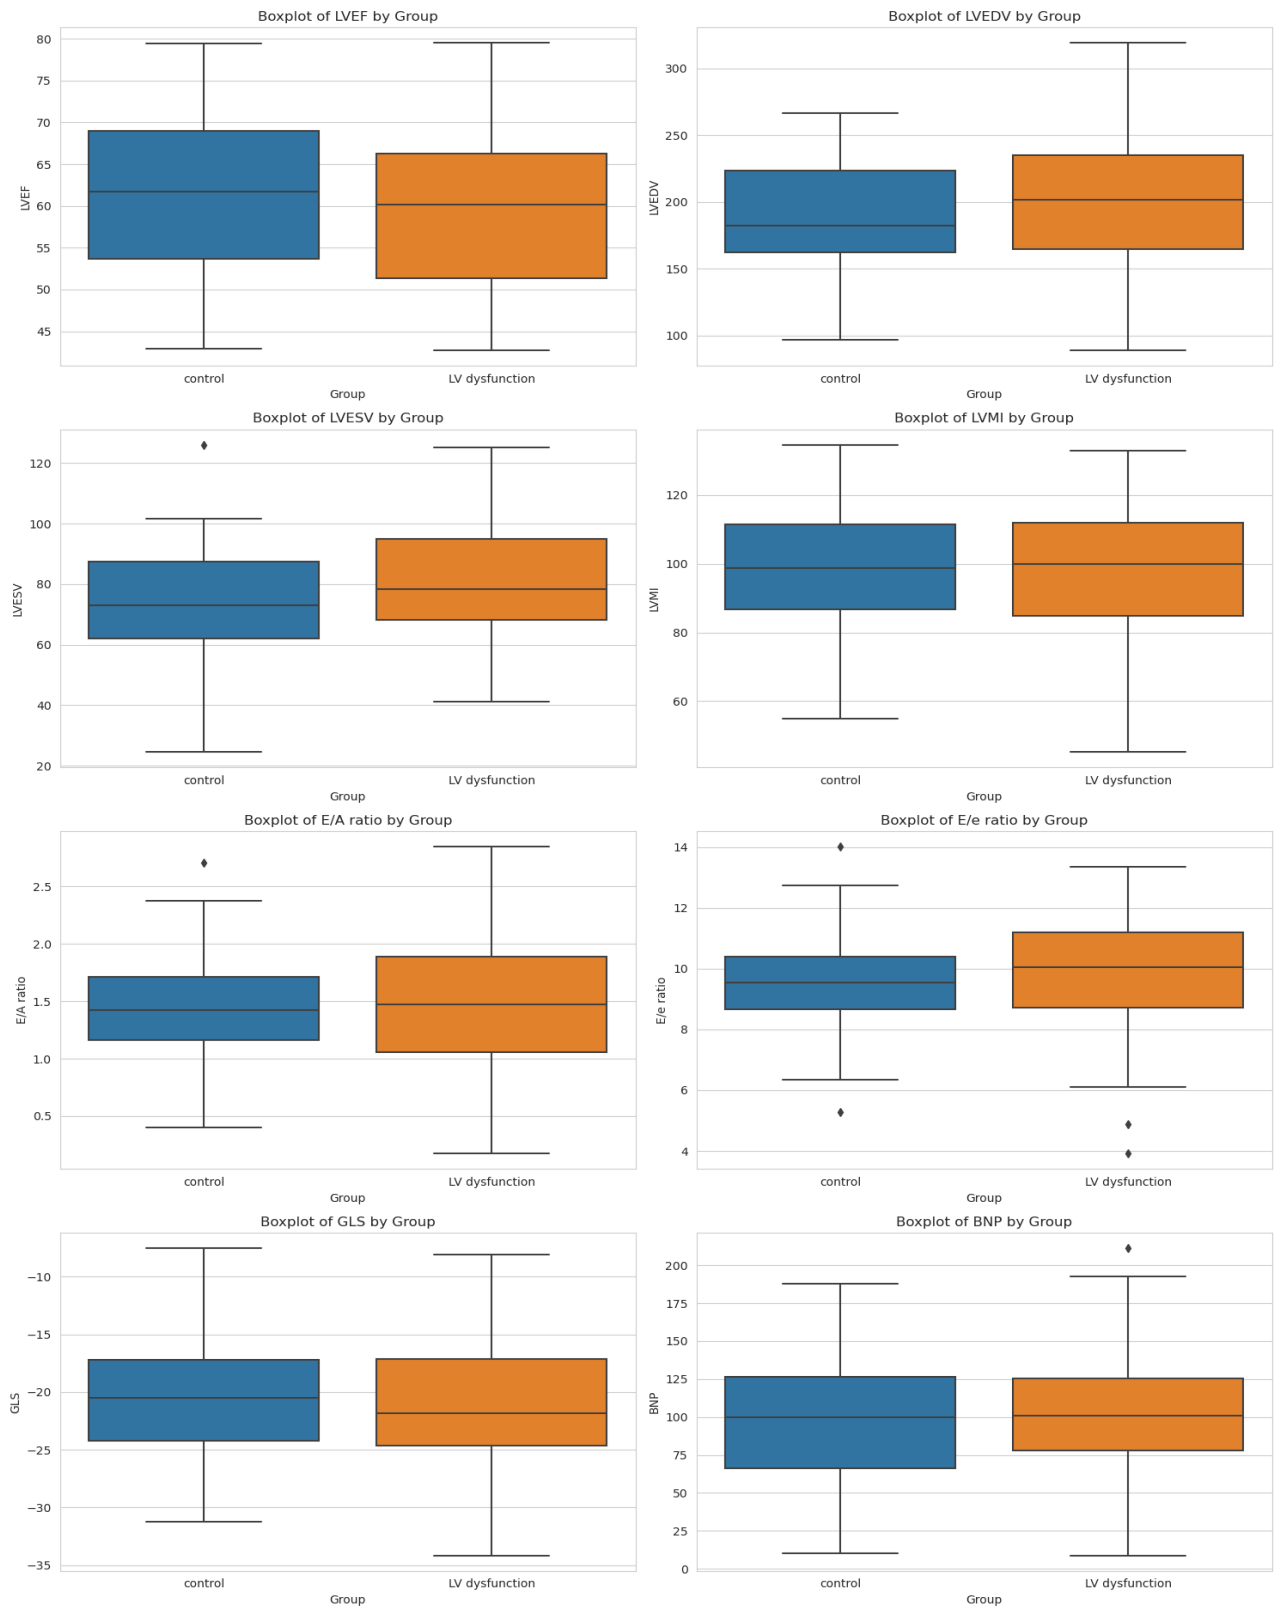 Boxplot of LVEF by Group
80
75
70
65
60
55
50
45
LVEF
control
LV dysfunction
Group
Boxplot of LVEDV by Group
300
250
200
150
100
LVEDV
control
LV dysfunction
Group
Boxplot of LVESV by Group
120
100
80
60
40
20
LVESV
control
LV dysfunction
Group
Boxplot of LVMI by Group
120
100
80
60
LVMI
control
LV dysfunction
Group
Boxplot of E/A ratio by Group
2.5
2.0
1.5
1.0
0.5
E/A ratio
control
LV dysfunction
Group
Boxplot of E/e ratio by Group
14
12
10
8
6
4
E/e ratio
control
LV dysfunction
Group
Boxplot of GLS by Group
−10
−15
−20
−25
−30
−35
GLS
control
LV dysfunction
Group
Boxplot of BNP by Group
200
175
150
125
100
75
50
25
0
BNP
control
LV dysfunction
Group